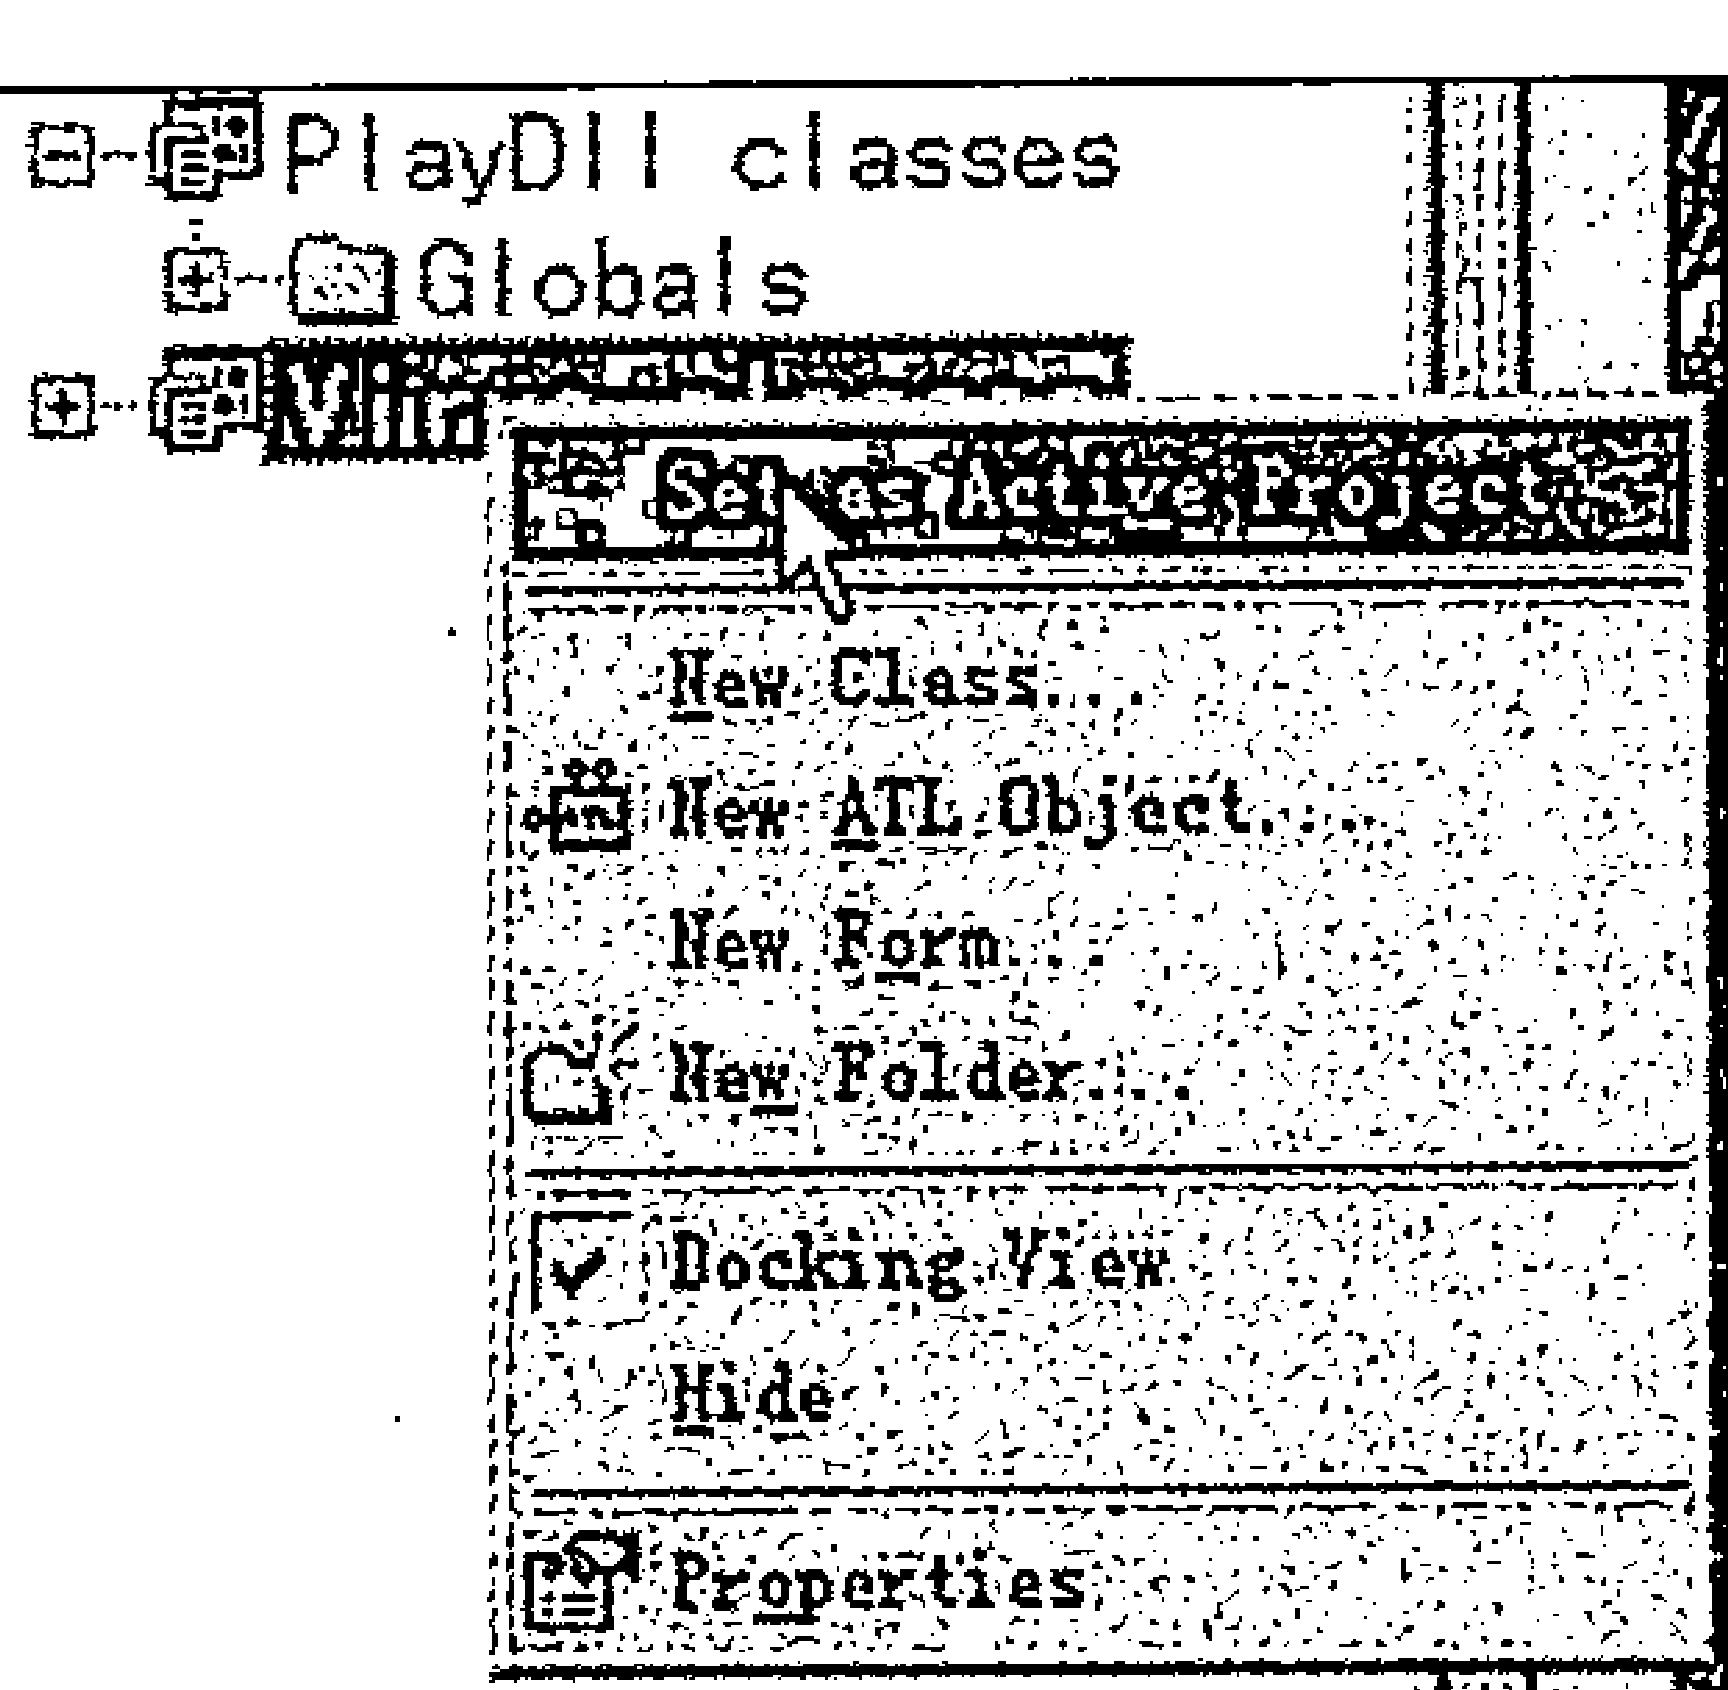 PlayDll classes
Globals
Set as Active Project
New Class...
New ATL Object...
New Form...
New Folder...
Docking View
Hide
Properties